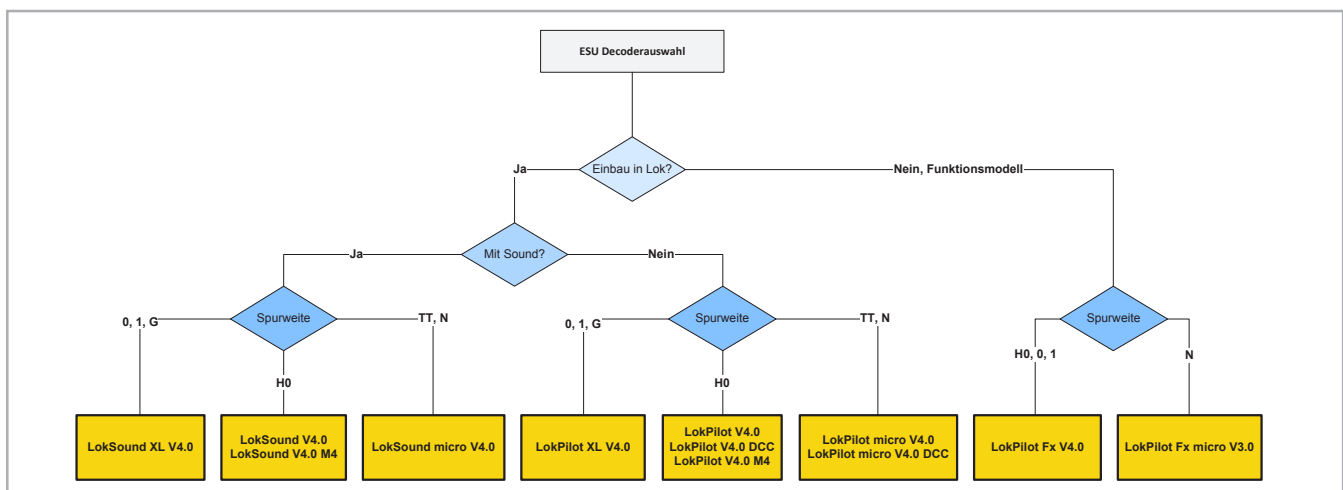 ESU Decoderauswahl
Einbau in Lok?
Ja
Nein, Funktionsmodell
Mit Sound?
Ja
Nein
Spurweite
Spurweite
Spurweite
0, 1, G
TT, N
0, 1, G
TT, N
H0, 0, 1
N
H0
H0
LokSound XL V4.0
LokSound V4.0
LokSound V4.0 M4
LokSound micro V4.0
LokPilot XL V4.0
LokPilot V4.0
LokPilot V4.0 DCC
LokPilot V4.0 M4
LokPilot micro V4.0
LokPilot micro V4.0 DCC
LokPilot Fx V4.0
LokPilot Fx micro V3.0